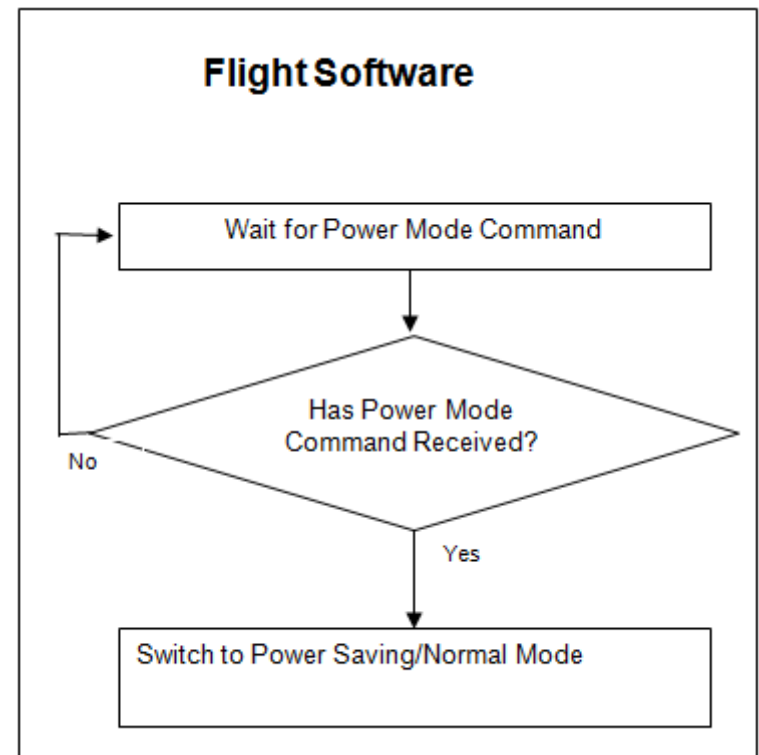 Flight Software
Wait for Power Mode Command
Has Power Mode
Command Received?
No
Yes
Switch to Power Saving/Normal Mode